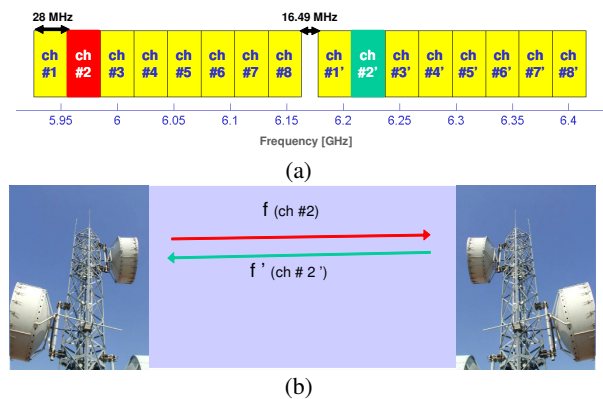 28 MHz 16.49 MHz
ch ch ch ch ch ch ch ch ch ch ch ch ch ch ch ch
#1 #2 #3 #4 #5 #6 #7 #8 #1' #2' #3' #4' #5' #6' #7' #8'
5.95 6 6.05 6.1 6.15 6.2 6.25 6.3 6.35 6.4
Frequency [GHz]
(a)
f (ch #2)
f ' (ch # 2 ')
(b)